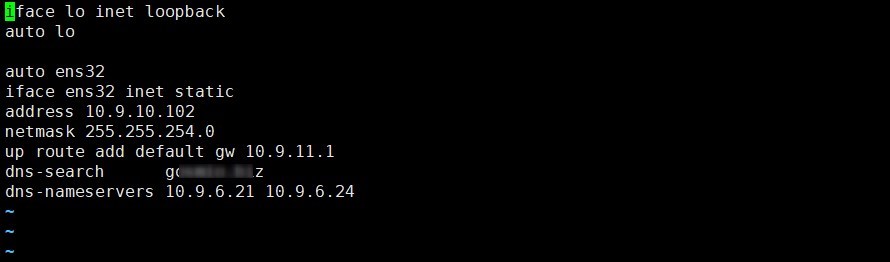 iface lo inet loopback
auto lo
auto ens32
iface ens32 inet static
address 10.9.10.102
netmask 255.255.254.0
up route add default gw 10.9.11.1
dns-search
dns-nameservers 10.9.6.21 10.9.6.24
~
~
~